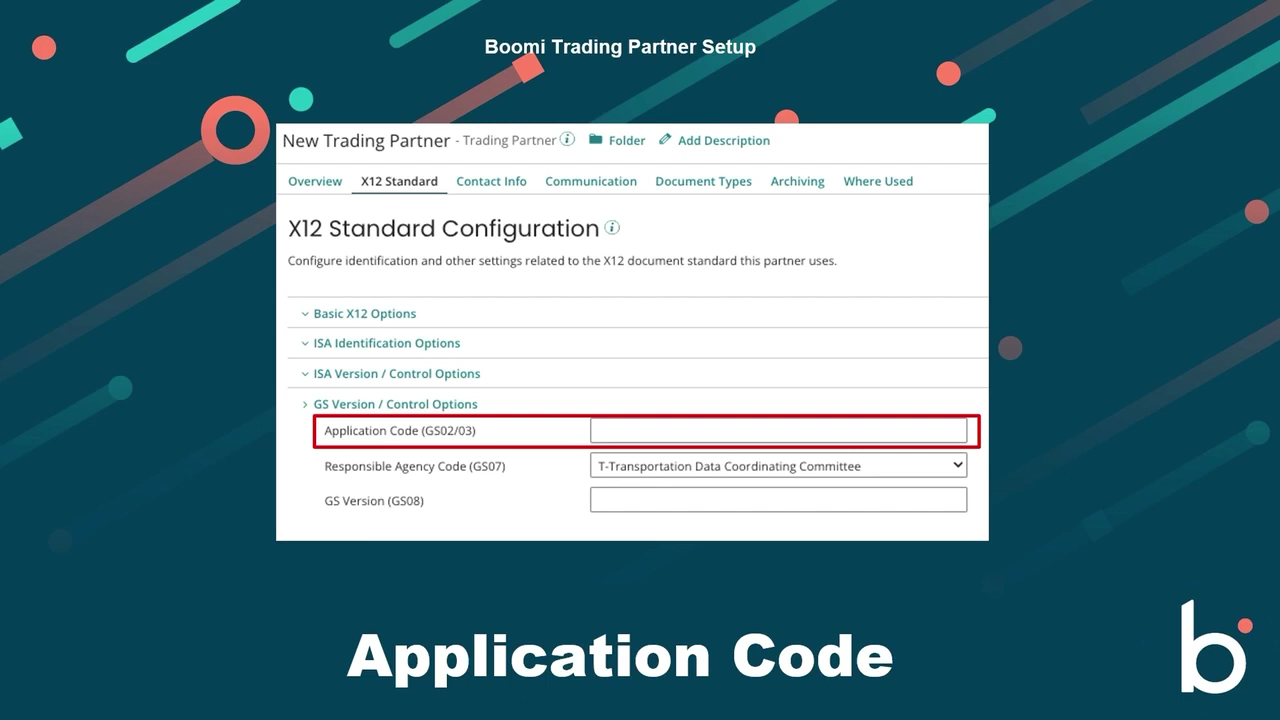 Boomi Trading Partner Setup
New Trading Partner - Trading Partner i Folder Add Description
Overview X12 Standard Contact Info Communication Document Types Archiving Where Used
X12 Standard Configuration i
Configure identification and other settings related to the X12 document standard this partner uses.
Basic X12 Options
ISA Identification Options
ISA Version / Control Options
GS Version / Control Options
Application Code (GS02/03)
Responsible Agency Code (GS07) T-Transportation Data Coordinating Committee
GS Version (GS08)
Application Code
b